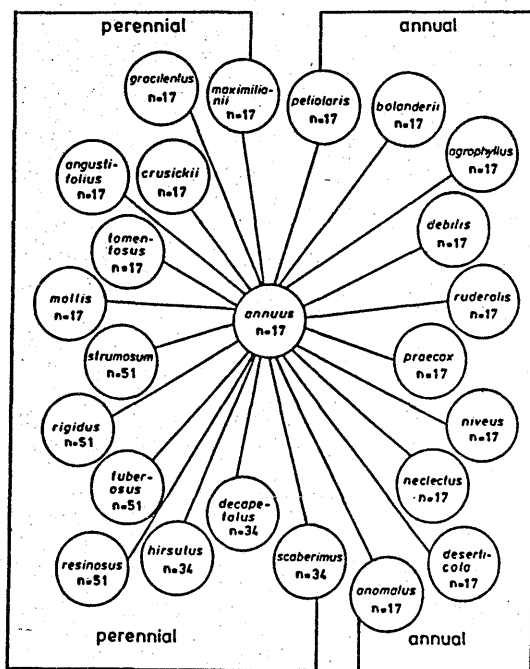 perennial
annual
gracilentus
n=17
maximilia-
nii
n=17
petiolaris
n=17
bolanderii
n=17
angusti-
folius
n=17
crusickii
n=17
agrophyllus
n=17
debilis
n=17
tomen-
tosus
n=17
mollis
n=17
annuus
n=17
ruderalis
n=17
strumosum
n=51
praecox
n=17
rigidus
n=51
niveus
n=17
tuber-
osus
n=51
neclectus
n=17
decape-
talus
n=34
resinosus
n=51
hirsutus
n=34
scaberimus
n=34
anomalus
n=17
deserti-
cola
n=17
perennial
annual